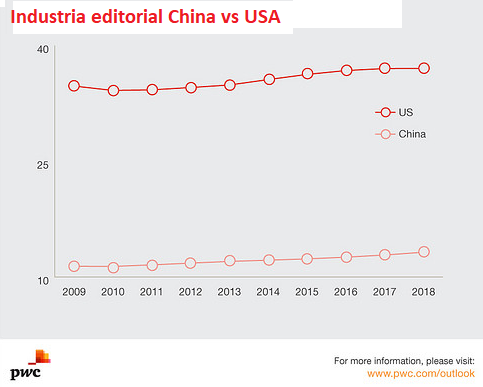 Industria editorial China vs USA
40
US
China
25
10
2009 2010 2011 2012 2013 2014 2015 2016 2017 2018
pwc
For more information, please visit:
www.pwc.com/outlook